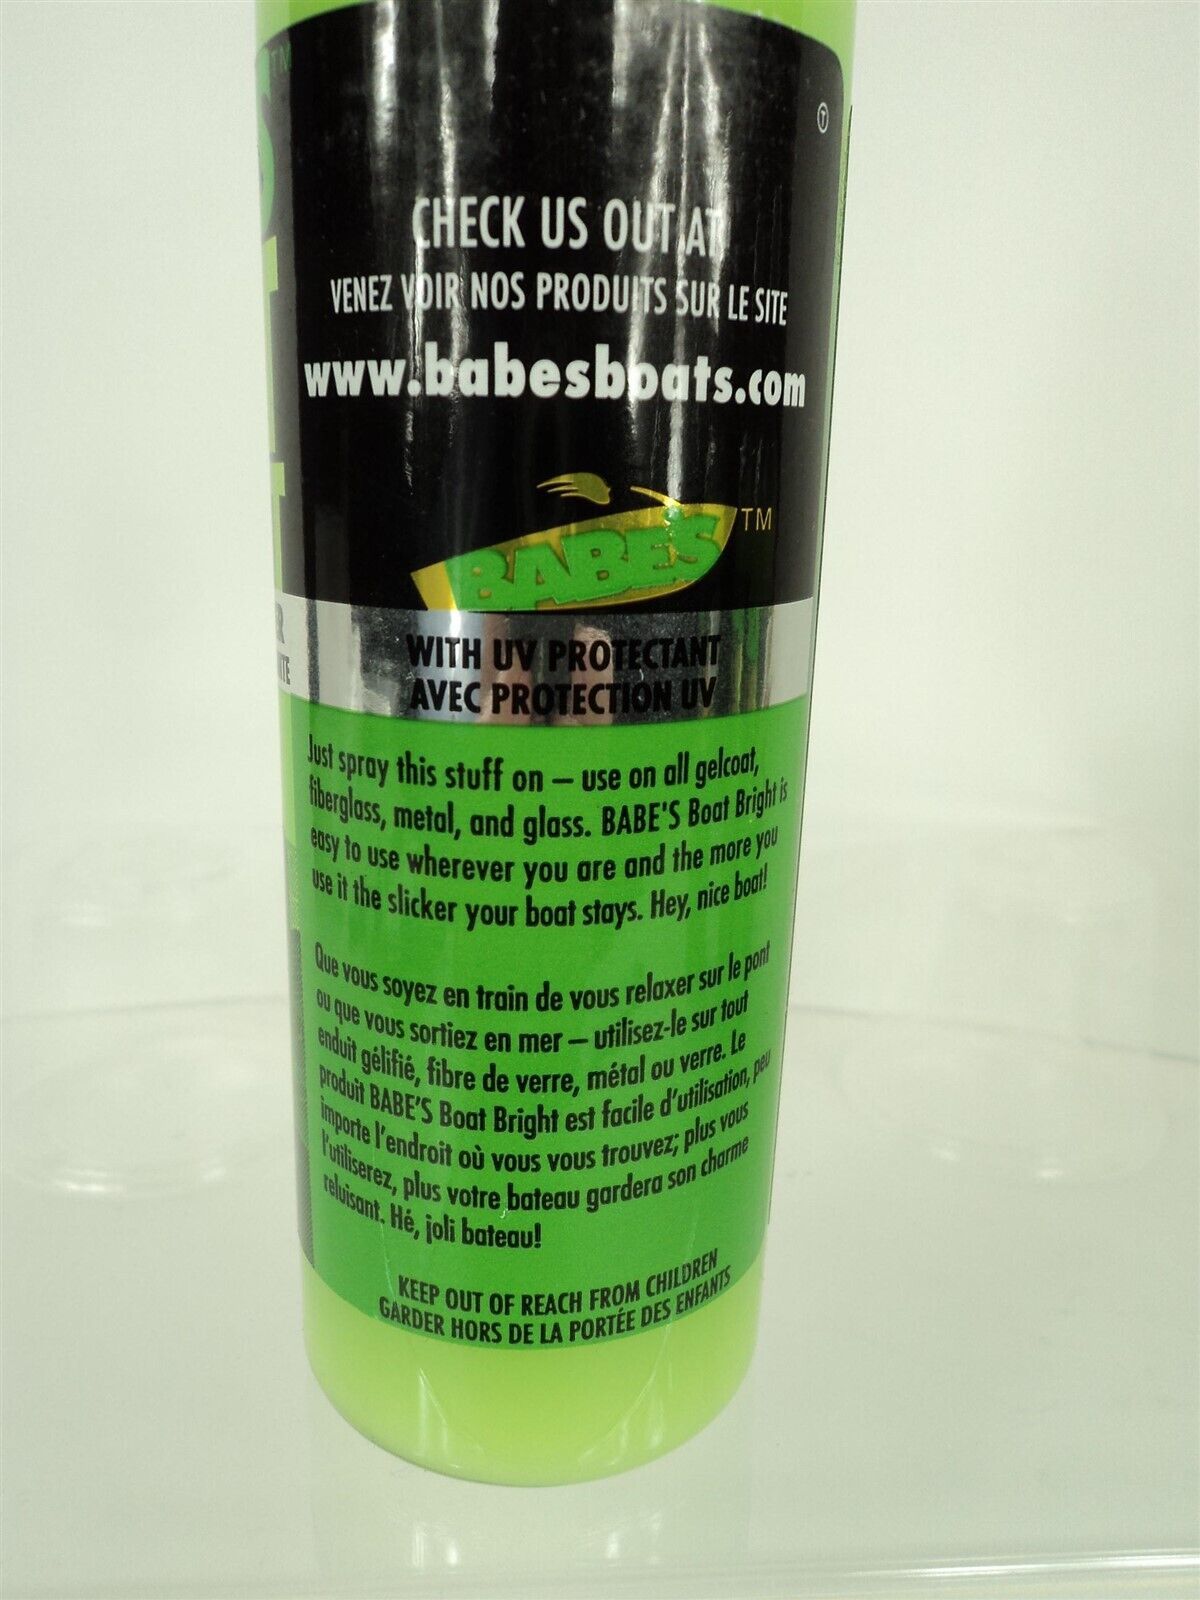 TM
S
CHECK US OUT AT
VENEZ VOIR NOS PRODUITS SUR LE SITE
www.babesboats.com
BABE'S TM
WITH UV PROTECTANT
AVEC PROTECTION UV
Just spray this stuff on – use on all gelcoat,
fiberglass, metal, and glass. BABE'S Boat Bright is
easy to use wherever you are and the more you
use it the slicker your boat stays. Hey, nice boat!
Que vous soyez en train de vous relaxer sur le pont
ou que vous sortiez en mer – utilisez-le sur tout
enduit gélifié, fibre de verre, métal ou verre. Le
produit BABE'S Boat Bright est facile d'utilisation, peu
importe l'endroit où vous vous trouvez; plus vous
l'utiliserez, plus votre bateau gardera son charme
reluisant. Hé, joli bateau!
KEEP OUT OF REACH FROM CHILDREN
GARDER HORS DE LA PORTÉE DES ENFANTS